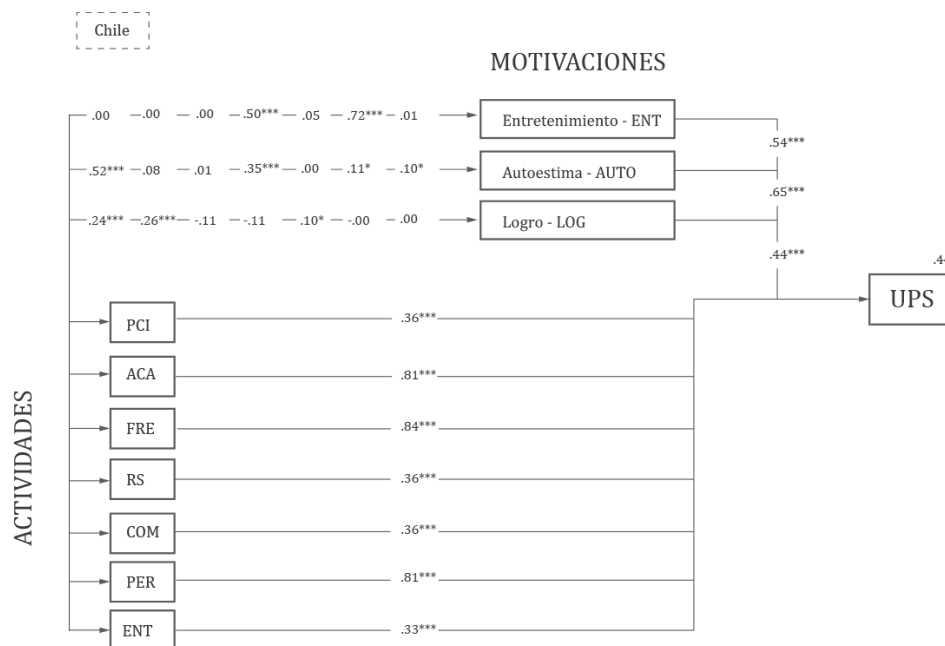 Chile
MOTIVACIONES
.00 .00 .00 .50*** .05 .72*** .01 Entretenimiento - ENT
.54***
.52*** .08 .01 .35*** .00 .11* .10* Autoestima - AUTO
.65***
.24*** .26*** -.11 -.11 .10* -.00 .00 Logro - LOG
.44***
.44
UPS
ACTIVIDADES
PCI .36***
ACA .81***
FRE .84***
RS .36***
COM .36***
PER .81***
ENT .33***